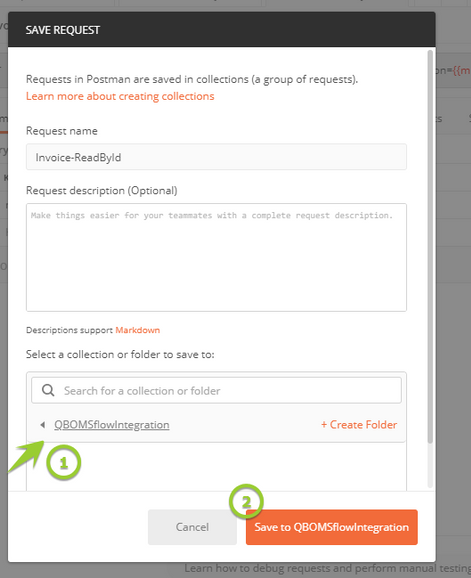 SAVE REQUEST
Requests in Postman are saved in collections (a group of requests).
Learn more about creating collections
Request name
Invoice-ReadById
Request description (Optional)
Make things easier for your teammates with a complete request description.
Descriptions support Markdown
Select a collection or folder to save to:
Search for a collection or folder
QBOMSflowIntegration + Create Folder
1
2
Cancel Save to QBOMSflowIntegration
Learn how to debug requests and perform manual testing